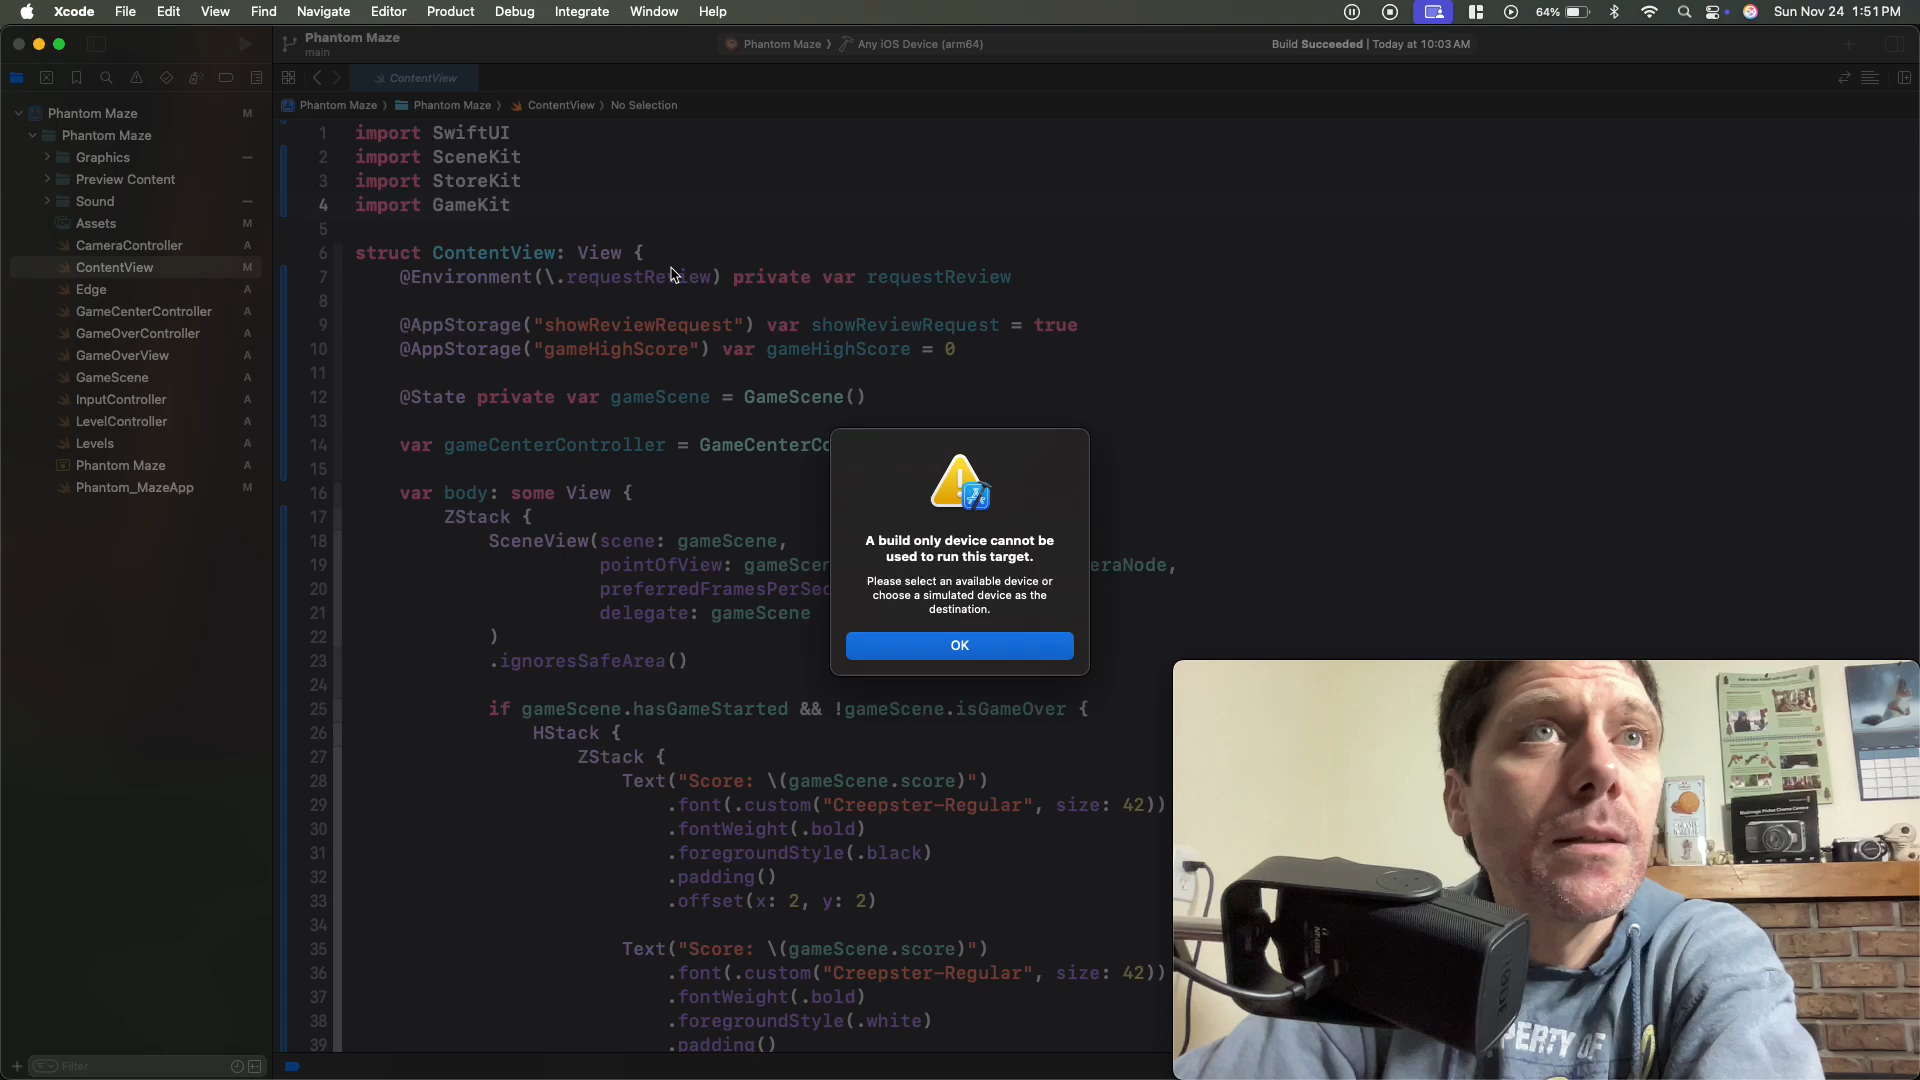 Xcode File Edit View Find Navigate Editor Product Debug Integrate Window Help
64% Sun Nov 24 1:51 PM
Phantom Maze
main
Phantom Maze 〉 Any iOS Device (arm64)
Build Succeeded | Today at 10:03 AM
ContentView
Phantom Maze 〉 Phantom Maze 〉 ContentView 〉 No Selection
Phantom Maze M
Phantom Maze
Graphics
Preview Content
Sound
Assets M
CameraController A
ContentView M
Edge A
GameCenterController A
GameOverController A
GameOverView A
GameScene A
InputController A
LevelController A
Levels A
Phantom Maze A
Phantom_MazeApp M
Filter
1 import SwiftUI
2 import SceneKit
3 import StoreKit
4 import GameKit
5
6 struct ContentView: View {
7 @Environment(\.requestReview) private var requestReview
8
9 @AppStorage("showReviewRequest") var showReviewRequest = true
10 @AppStorage("gameHighScore") var gameHighScore = 0
11
12 @State private var gameScene = GameScene()
13
14 var gameCenterController = GameCenterCo
15
16 var body: some View {
17 ZStack {
18 SceneView(scene: gameScene,
19 pointOfView: gameScen eraNode,
20 preferredFramesPerSec
21 delegate: gameScene
22 )
23 .ignoresSafeArea()
24
25 if gameScene.hasGameStarted && !gameScene.isGameOver {
26 HStack {
27 ZStack {
28 Text("Score: \(gameScene.score)")
29 .font(.custom("Creepster-Regular", size: 42))
30 .fontWeight(.bold)
31 .foregroundStyle(.black)
32 .padding()
33 .offset(x: 2, y: 2)
34
35 Text("Score: \(gameScene.score)")
36 .font(.custom("Creepster-Regular", size: 42))
37 .fontWeight(.bold)
38 .foregroundStyle(.white)
39 .padding()
A build only device cannot be
used to run this target.
Please select an available device or
choose a simulated device as the
destination.
OK
PROPERTY OF